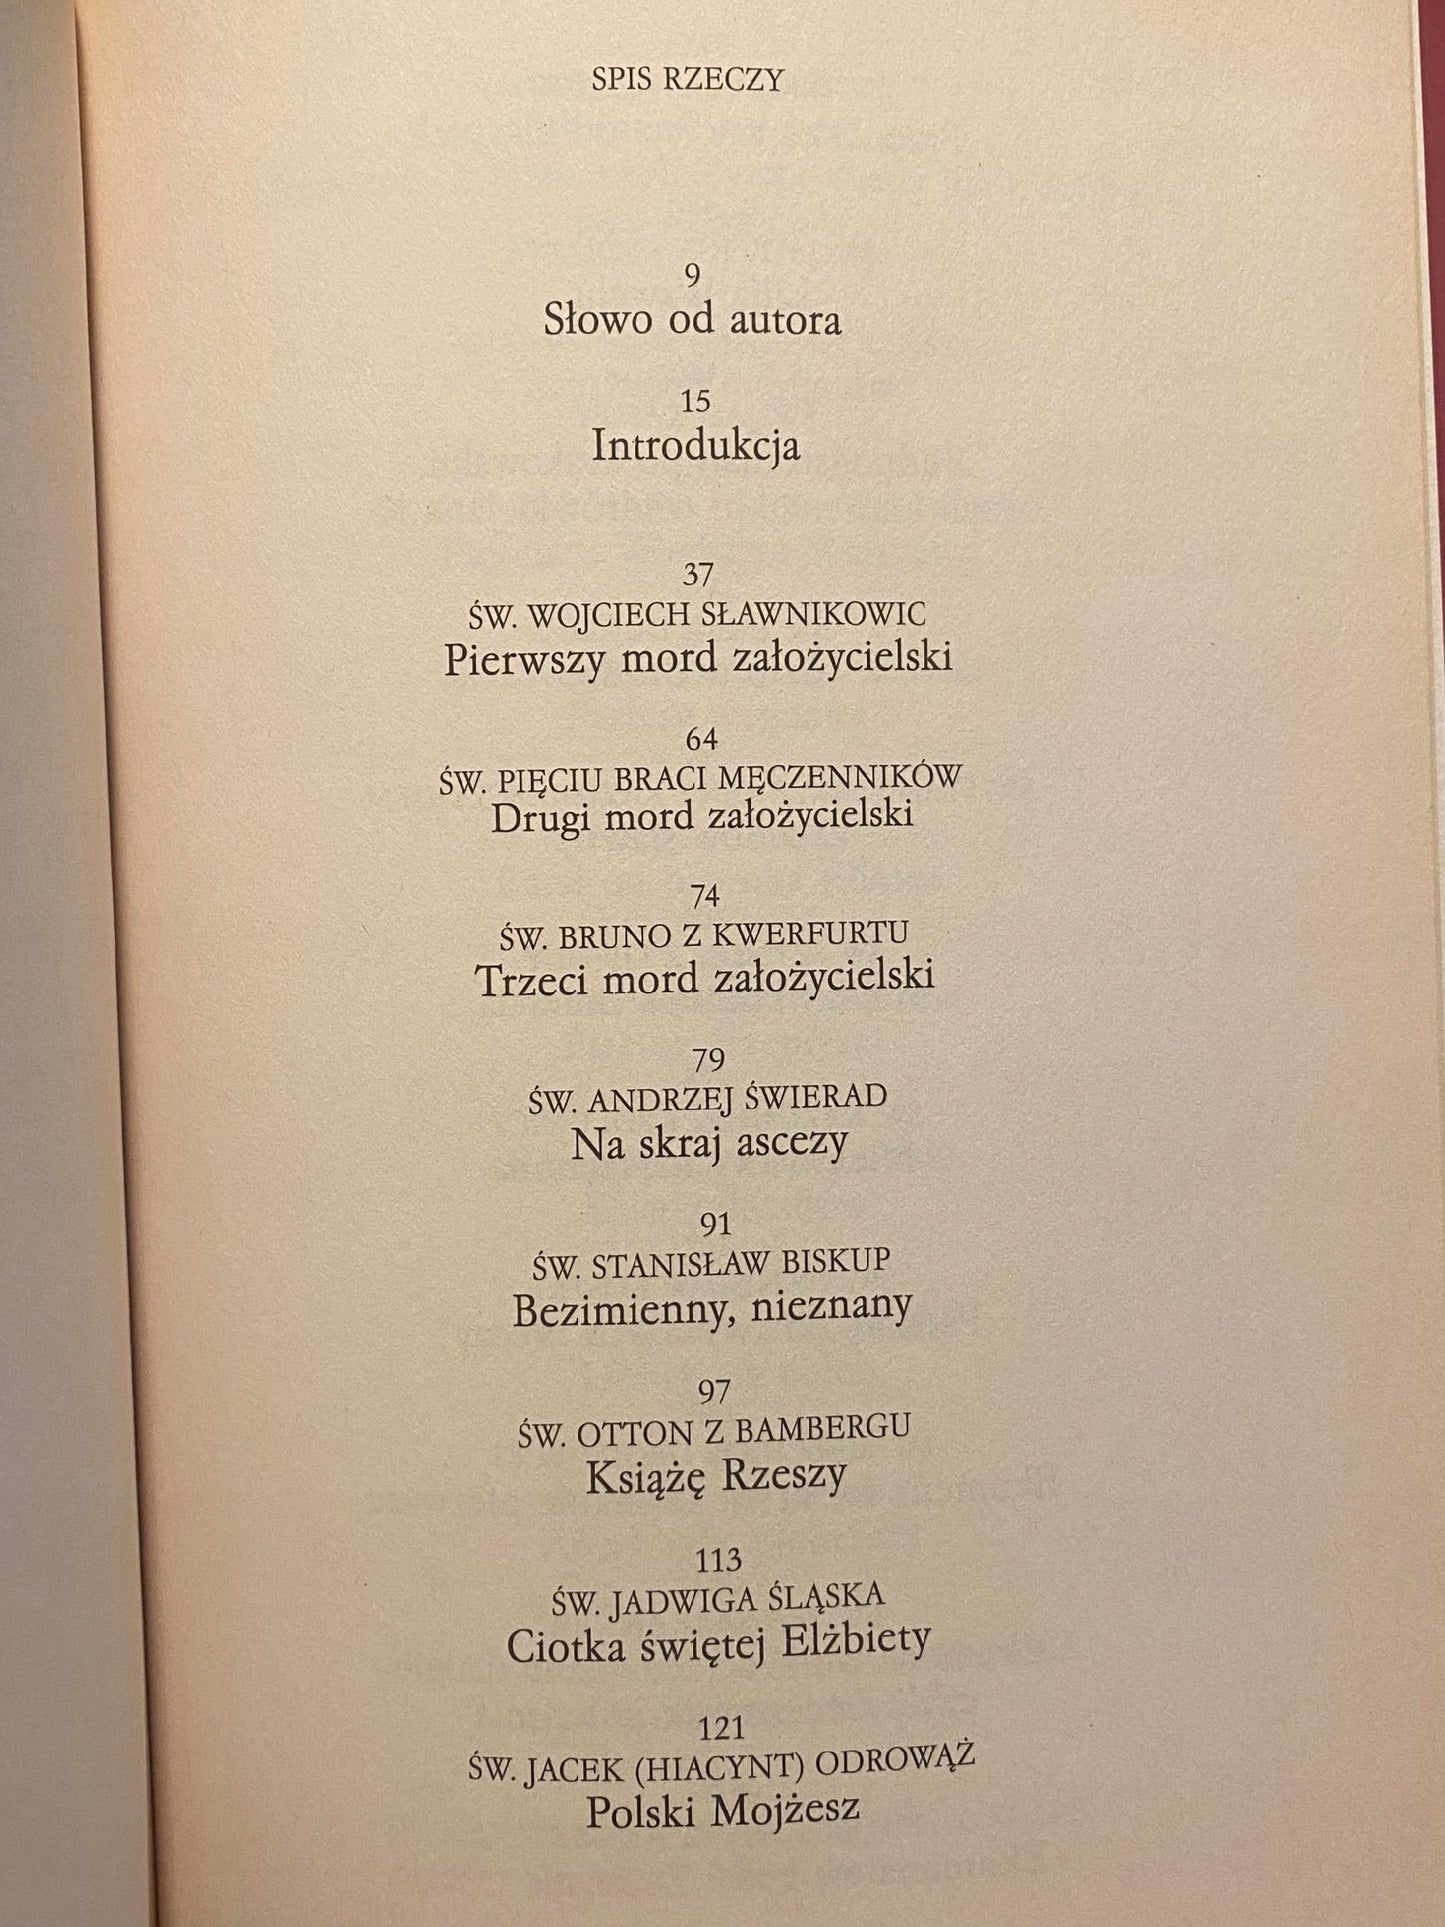 SPIS RZECZY
9
Słowo od autora
15
Introdukcja
37
ŚW. WOJCIECH SŁAWNIKOWIC
Pierwszy mord założycielski
64
ŚW. PIĘCIU BRACI MĘCZENNIKÓW
Drugi mord założycielski
74
ŚW. BRUNO Z KWERFURTU
Trzeci mord założycielski
79
ŚW. ANDRZEJ ŚWIERAD
Na skraj ascezy
91
ŚW. STANISŁAW BISKUP
Bezimienny, nieznany
97
ŚW. OTTON Z BAMBERGU
Książę Rzeszy
113
ŚW. JADWIGA ŚLĄSKA
Ciotka świętej Elżbiety
121
ŚW. JACEK (HIACYNT) ODROWĄŻ
Polski Mojżesz